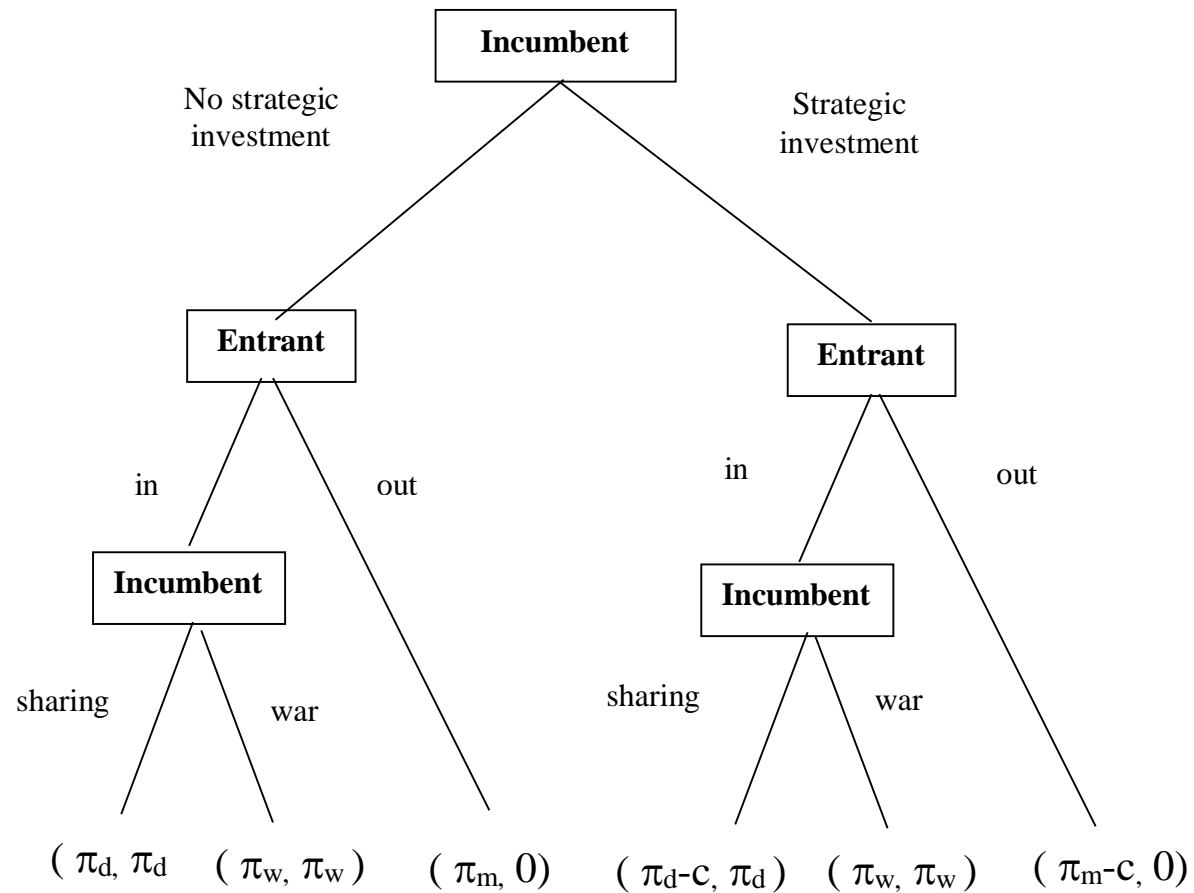 Incumbent
No strategic
investment
Strategic
investment
Entrant
Entrant
in
out
in
out
Incumbent
Incumbent
sharing
war
sharing
war
( πd, πd
( πw, πw )
( πm, 0)
( πd-c, πd )
( πw, πw )
( πm-c, 0)